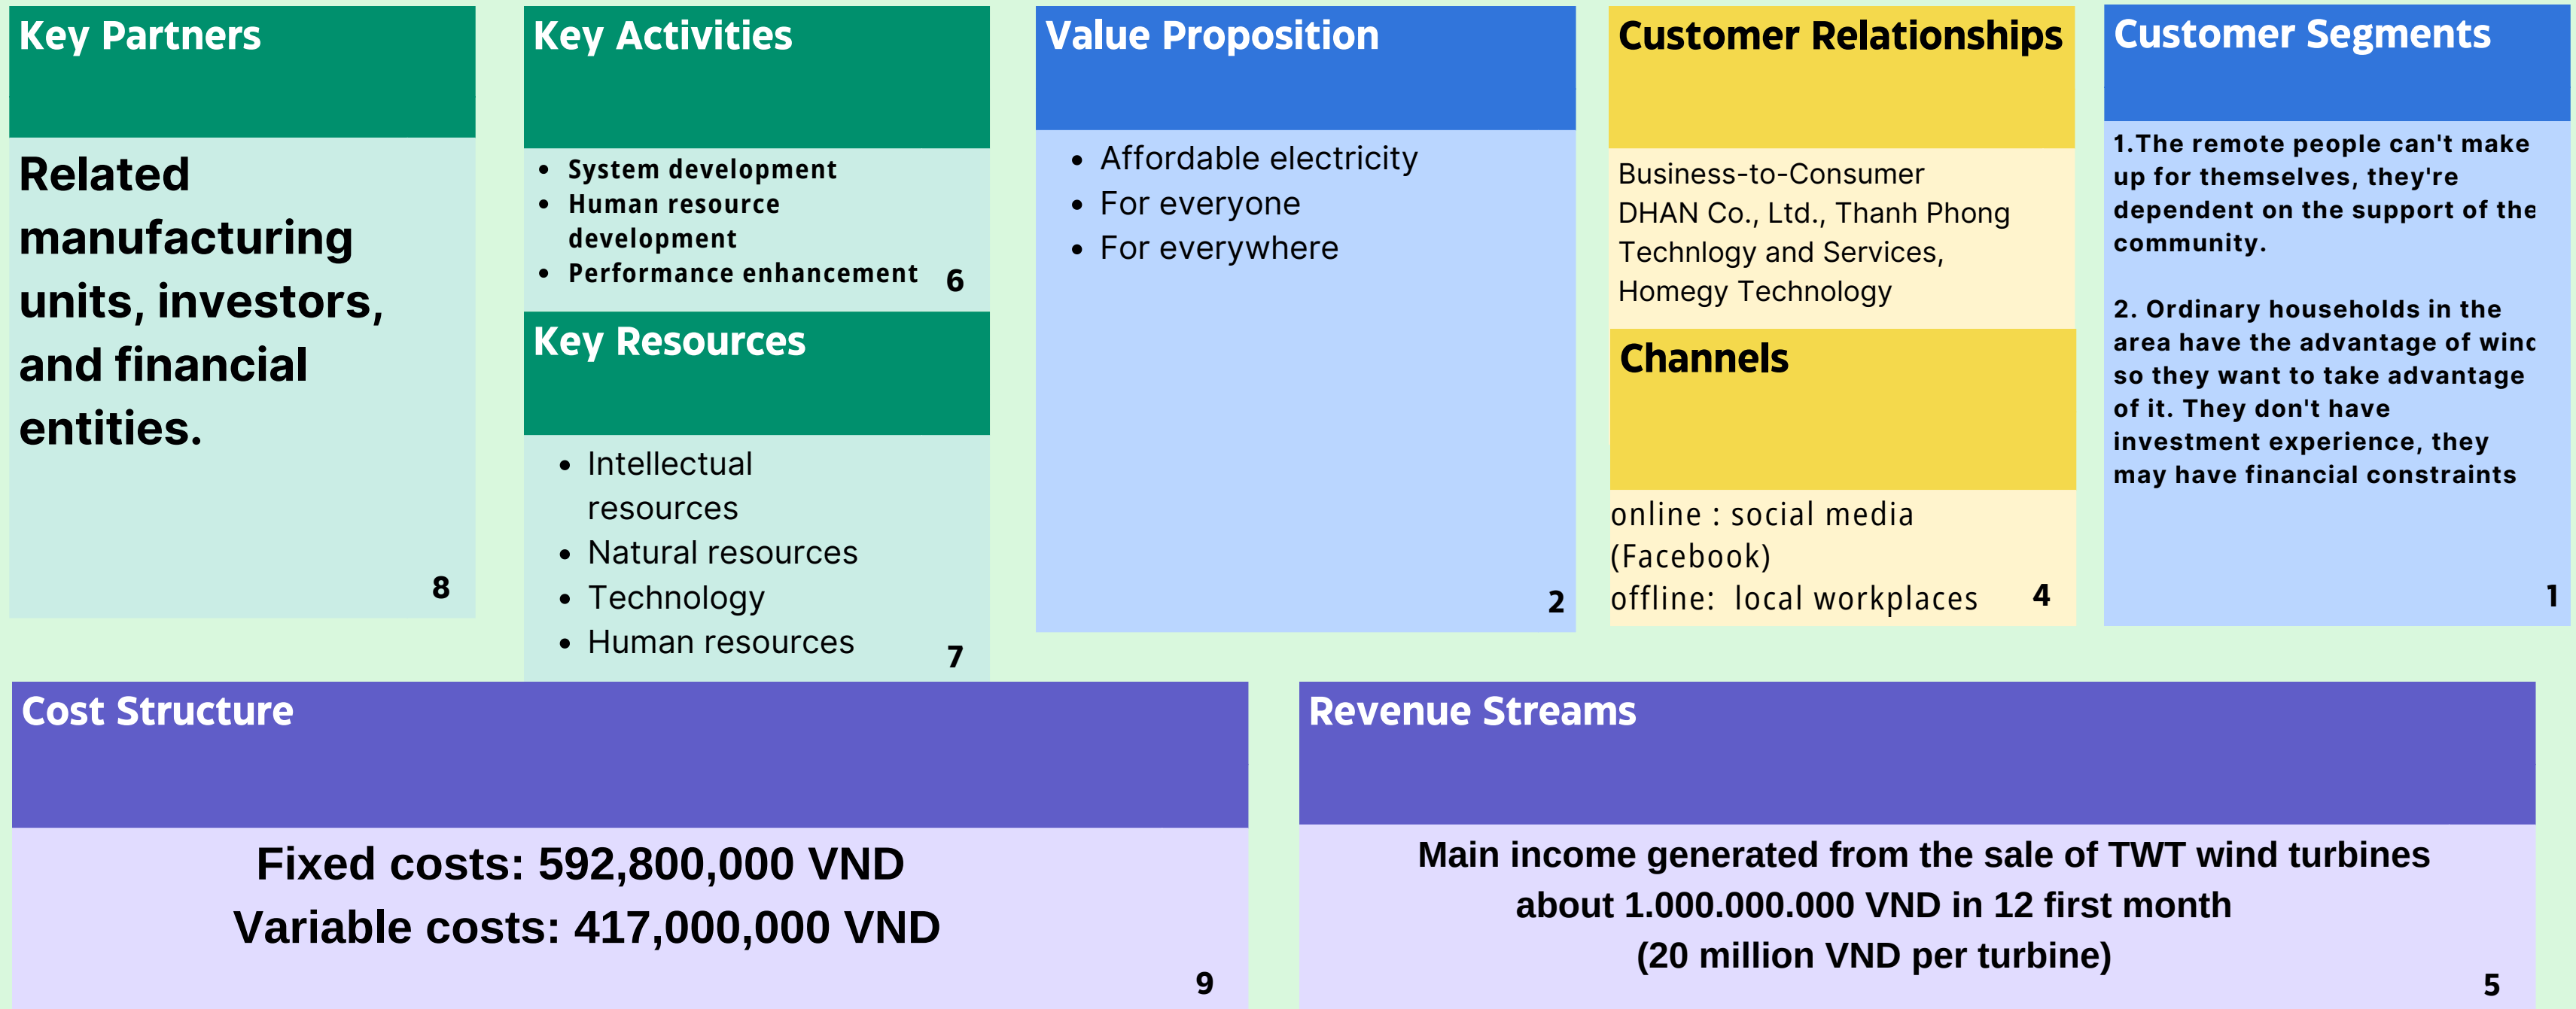 Key Partners
Related
manufacturing
units, investors,
and financial
entities.
8
Key Activities
• System development
• Human resource
development
• Performance enhancement
6
Key Resources
• Intellectual
resources
• Natural resources
• Technology
• Human resources
7
Value Proposition
• Affordable electricity
• For everyone
• For everywhere
2
Customer Relationships
Business-to-Consumer
DHAN Co., Ltd., Thanh Phong
Technlogy and Services,
Homegy Technology
Channels
online : social media
(Facebook)
offline: local workplaces
4
Customer Segments
1.The remote people can't make
up for themselves, they're
dependent on the support of the
community.
2. Ordinary households in the
area have the advantage of wind
so they want to take advantage
of it. They don't have
investment experience, they
may have financial constraints
1
Cost Structure
Fixed costs: 592,800,000 VND
Variable costs: 417,000,000 VND
9
Revenue Streams
Main income generated from the sale of TWT wind turbines
about 1.000.000.000 VND in 12 first month
(20 million VND per turbine)
5